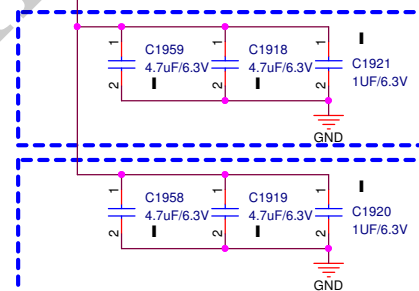 1
1
1
C1959
C1918
C1921
4.7uF/6.3V
4.7uF/6.3V
1UF/6.3V
2
2
2
GND
1
1
1
C1958
C1919
C1920
4.7uF/6.3V
4.7uF/6.3V
1UF/6.3V
2
2
2
GND